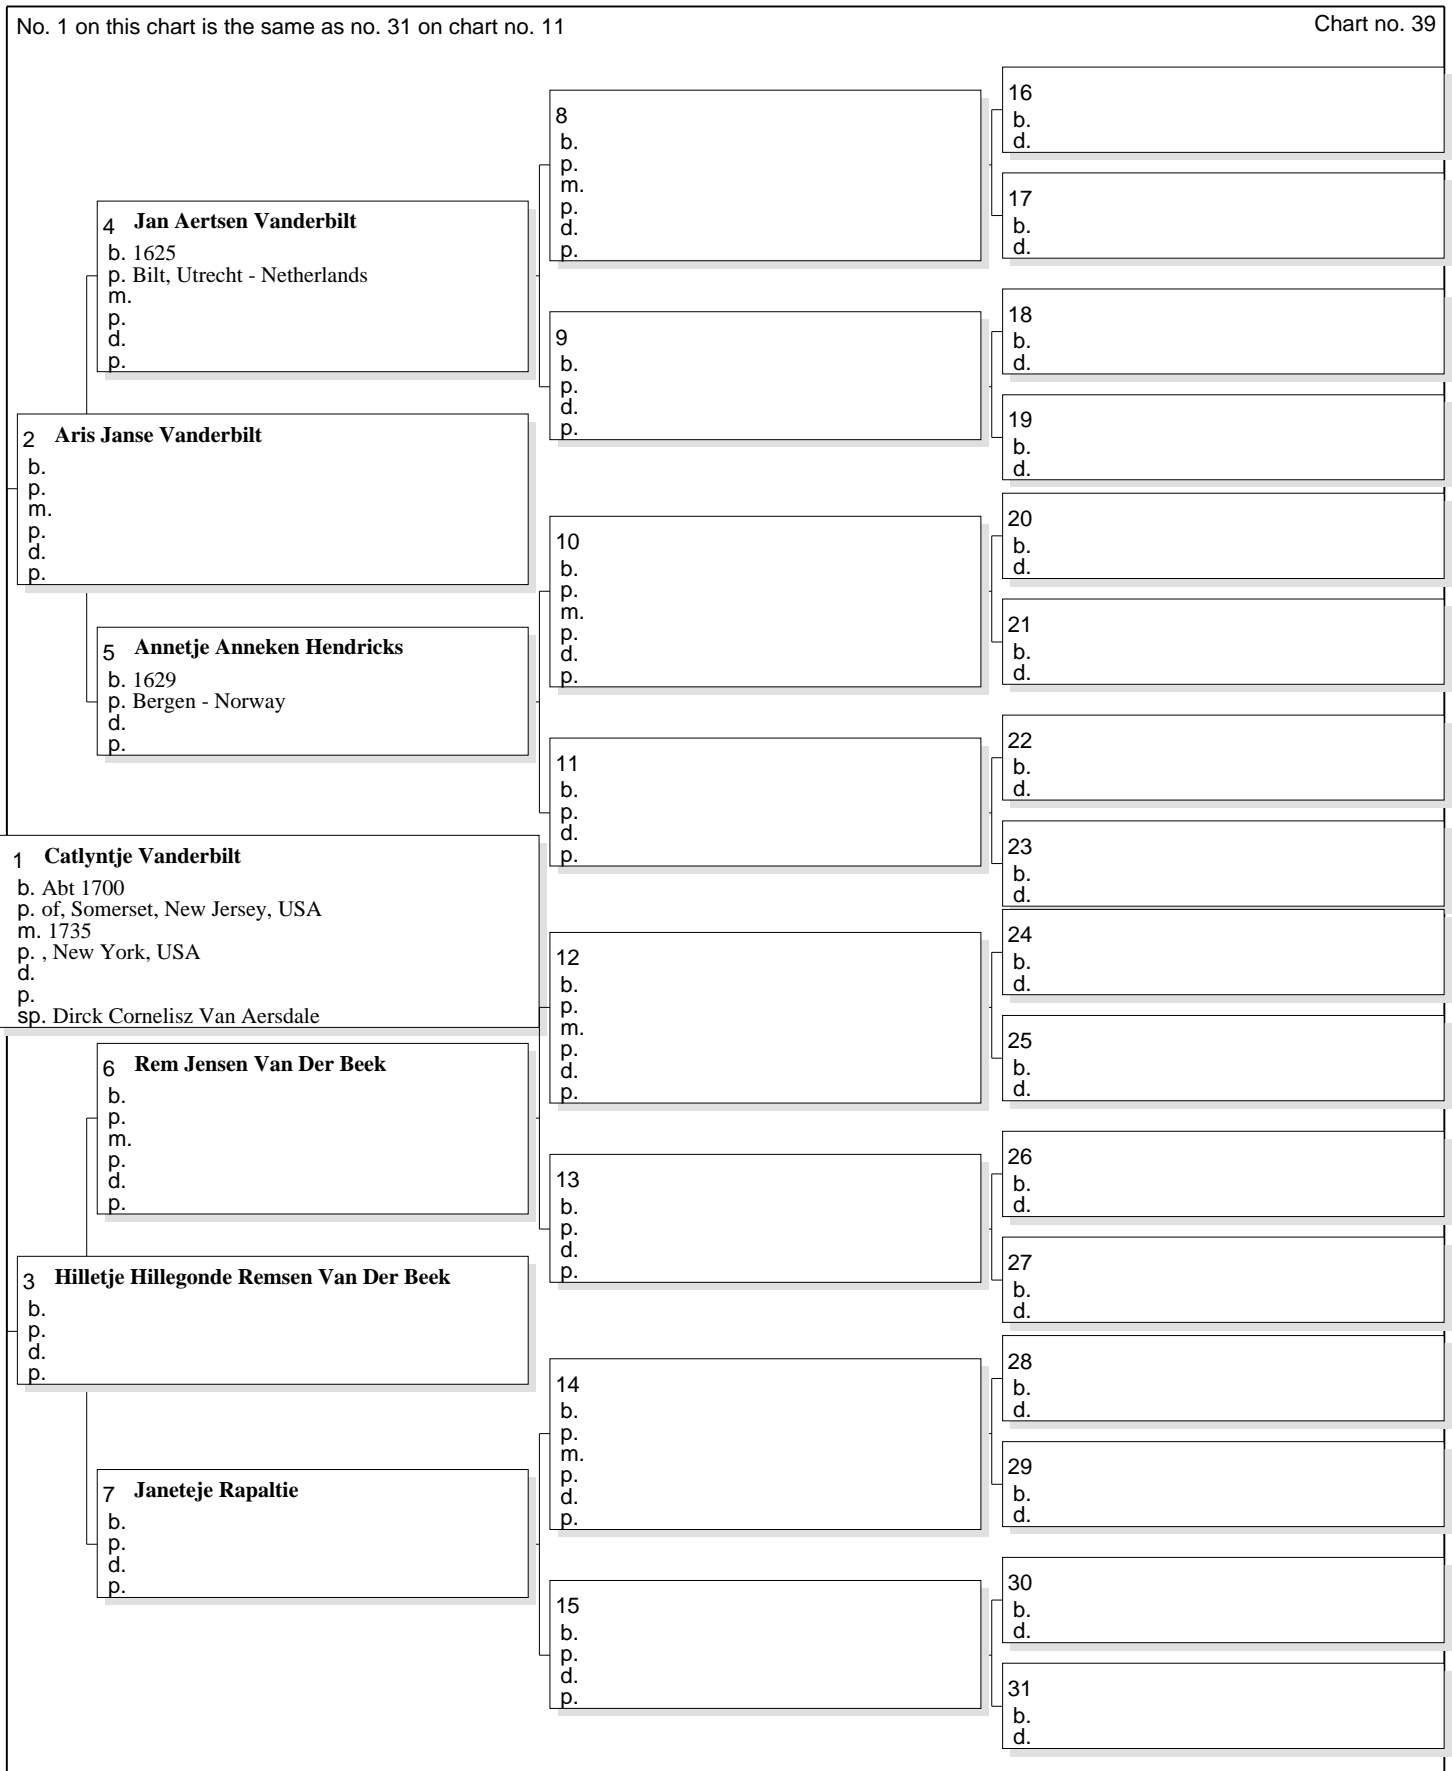 No. 1 on this chart is the same as no. 31 on chart no. 11
Chart no. 39
4 Jan Aertsen Vanderbilt
b. 1625
p. Bilt, Utrecht - Netherlands
m.
p.
d.
p.
2 Aris Janse Vanderbilt
b.
p.
m.
p.
d.
p.
5 Annetje Anneken Hendricks
b. 1629
p. Bergen - Norway
d.
p.
1 Catlyntje Vanderbilt
b. Abt 1700
p. of, Somerset, New Jersey, USA
m. 1735
p. , New York, USA
d.
p.
sp. Dirck Cornelisz Van Aersdale
6 Rem Jensen Van Der Beek
b.
p.
m.
p.
d.
p.
3 Hilletje Hillegonde Remsen Van Der Beek
b.
p.
d.
p.
7 Janeteje Rapaltie
b.
p.
d.
p.
8
b.
p.
m.
p.
d.
p.
9
b.
p.
d.
p.
10
b.
p.
m.
p.
d.
p.
11
b.
p.
d.
p.
12
b.
p.
m.
p.
d.
p.
13
b.
p.
d.
p.
14
b.
p.
m.
p.
d.
p.
15
b.
p.
d.
p.
16
b.
d.
17
b.
d.
18
b.
d.
19
b.
d.
20
b.
d.
21
b.
d.
22
b.
d.
23
b.
d.
24
b.
d.
25
b.
d.
26
b.
d.
27
b.
d.
28
b.
d.
29
b.
d.
30
b.
d.
31
b.
d.